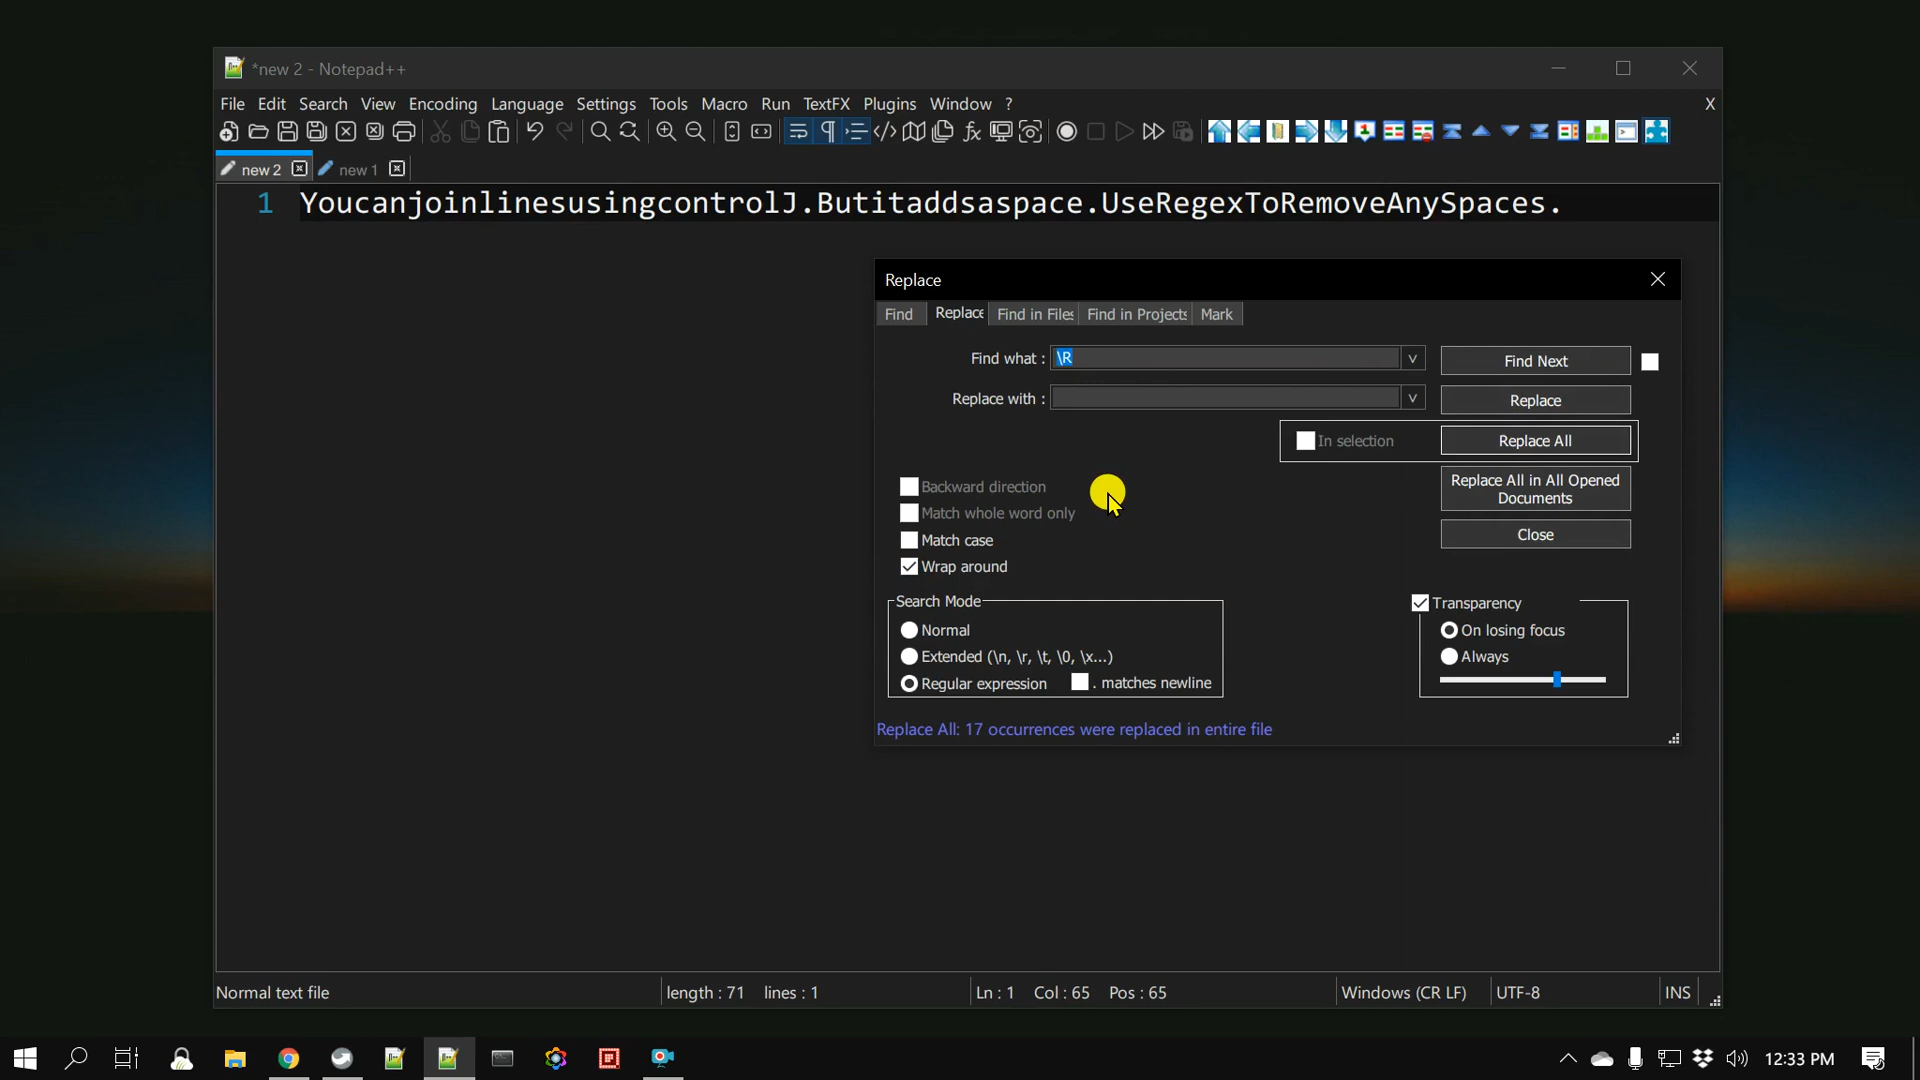 *new 2 - Notepad++
File Edit Search View Encoding Language Settings Tools Macro Run TextFX Plugins Window ? X
new 2 new 1
1 YoucanjoinlinesusingcontrolJ.Butitaddsaspace.UseRegexToRemoveAnySpaces.
Replace
Find Replace Find in Files Find in Projects Mark
Find what : \R Find Next
Replace with : Replace
In selection Replace All
Backward direction Replace All in All Opened
Documents
Match whole word only
Match case Close
Wrap around
Search Mode Transparency
Normal On losing focus
Extended (\n, \r, \t, \0, \x...) Always
Regular expression . matches newline
Replace All: 17 occurrences were replaced in entire file
Normal text file length : 71 lines : 1 Ln : 1 Col : 65 Pos : 65 Windows (CR LF) UTF-8 INS
12:33 PM